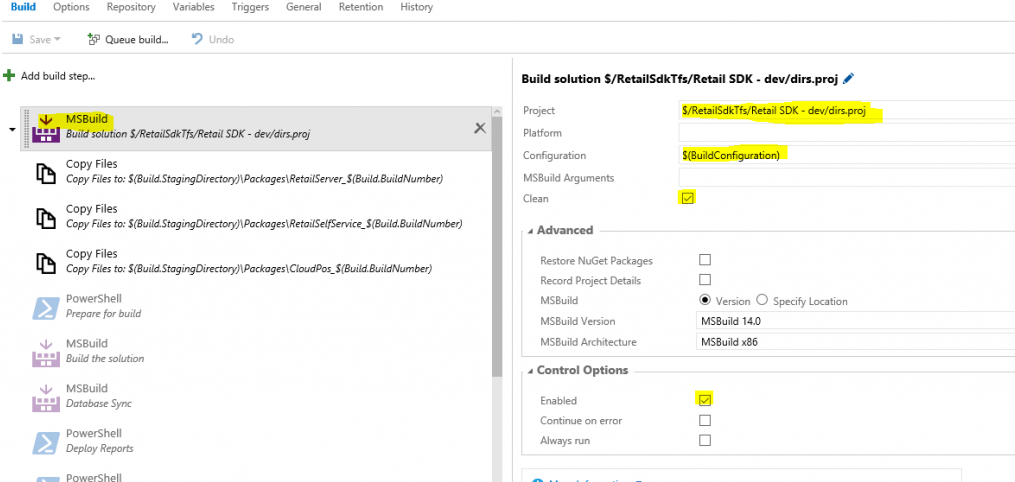 Build Options Repository Variables Triggers General Retention History
Save Queue build... Undo
Add build step...
MSBuild
Build solution $/RetailSdkTfs/Retail SDK - dev/dirs.proj
Copy Files
Copy Files to: $(Build.StagingDirectory)\Packages\RetailServer_$(Build.BuildNumber)
Copy Files
Copy Files to: $(Build.StagingDirectory)\Packages\RetailSelfService_$(Build.BuildNumber)
Copy Files
Copy Files to: $(Build.StagingDirectory)\Packages\CloudPos_$(Build.BuildNumber)
PowerShell
Prepare for build
MSBuild
Build the solution
MSBuild
Database Sync
PowerShell
Deploy Reports
PowerShell
Build solution $/RetailSdkTfs/Retail SDK - dev/dirs.proj
Project $/RetailSdkTfs/Retail SDK - dev/dirs.proj
Platform
Configuration $(BuildConfiguration)
MSBuild Arguments
Clean
Advanced
Restore NuGet Packages
Record Project Details
MSBuild Version Specify Location
MSBuild Version MSBuild 14.0
MSBuild Architecture MSBuild x86
Control Options
Enabled
Continue on error
Always run